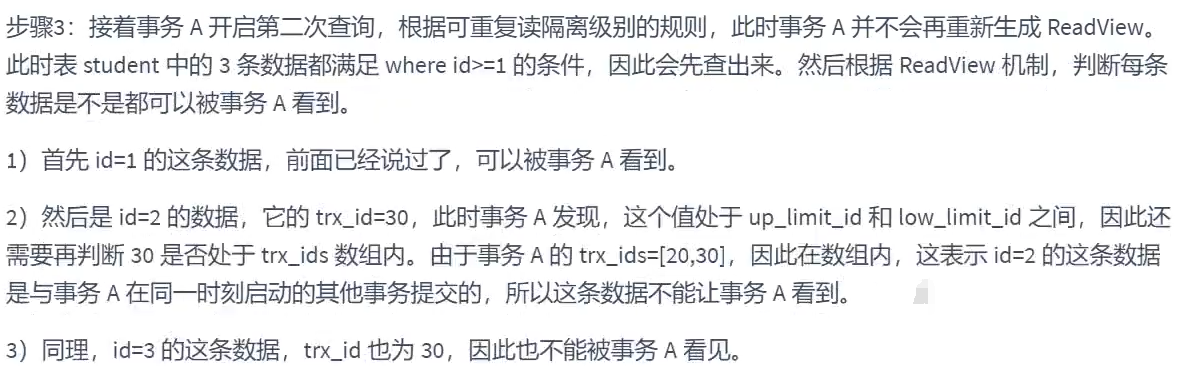 步骤3：接着事务 A 开启第二次查询，根据可重复读隔离级别的规则，此时事务 A 并不会再重新生成 ReadView。
此时表 student 中的 3 条数据都满足 where id>=1 的条件，因此会先查出来。然后根据 ReadView 机制，判断每条
数据是不是都可以被事务 A 看到。
1）首先 id=1 的这条数据，前面已经说过了，可以被事务 A 看到。
2）然后是 id=2 的数据，它的 trx_id=30，此时事务 A 发现，这个值处于 up_limit_id 和 low_limit_id 之间，因此还
需要再判断 30 是否处于 trx_ids 数组内。由于事务 A 的 trx_ids=[20,30]，因此在数组内，这表示 id=2 的这条数据
是与事务 A 在同一时刻启动的其他事务提交的，所以这条数据不能让事务 A 看到。
3）同理，id=3 的这条数据，trx_id 也为 30，因此也不能被事务 A 看见。